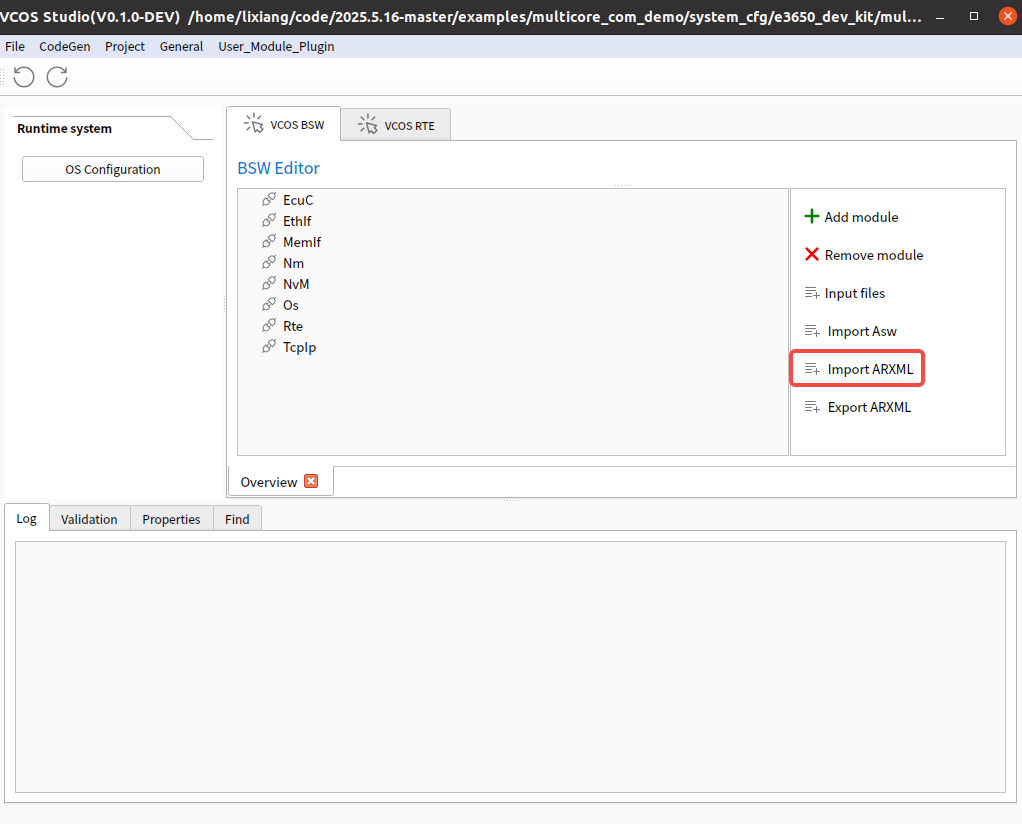 VCOS Studio(V0.1.0-DEV) /home/lixiang/code/2025.5.16-master/examples/multicore_com_demo/system_cfg/e3650_dev_kit/mul...
File CodeGen Project General User_Module_Plugin
Runtime system
OS Configuration
VCOS BSW VCOS RTE
BSW Editor
EcuC
EthIf
MemIf
Nm
NvM
Os
Rte
TcpIp
Add module
Remove module
Input files
Import Asw
Import ARXML
Export ARXML
Overview
Log Validation Properties Find